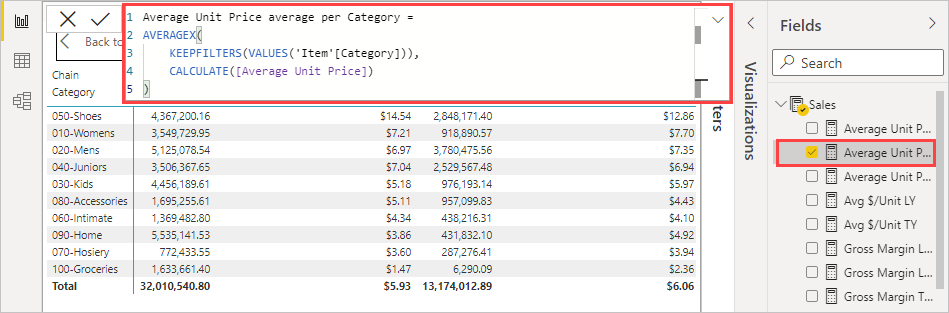 1 Average Unit Price average per Category =
2 AVERAGEX(
3 KEEPFILTERS(VALUES('Item'[Category])),
4 CALCULATE([Average Unit Price])
5 )
Back to
Chain
Category
050-Shoes 4,367,200.16 $14.54 2,848,171.40 $12.86
010-Womens 3,549,729.95 $7.21 918,890.57 $7.70
020-Mens 5,125,078.54 $6.97 3,780,475.56 $7.35
040-Juniors 3,506,367.65 $7.04 2,529,567.48 $6.94
030-Kids 4,456,189.61 $5.18 976,193.14 $5.97
080-Accessories 1,695,255.61 $5.11 957,099.83 $4.43
060-Intimate 1,369,482.80 $4.34 438,216.31 $4.10
090-Home 5,535,141.53 $3.86 431,832.10 $4.92
070-Hosiery 772,433.55 $3.60 287,276.41 $3.94
100-Groceries 1,633,661.40 $1.47 6,290.09 $2.36
Total 32,010,540.80 $5.93 13,174,012.89 $6.06
ters
Visualizations
Fields
Search
Sales
Average Unit P...
Average Unit P...
Average Unit P...
Avg $/Unit LY
Avg $/Unit TY
Gross Margin L...
Gross Margin L...
Gross Margin T...